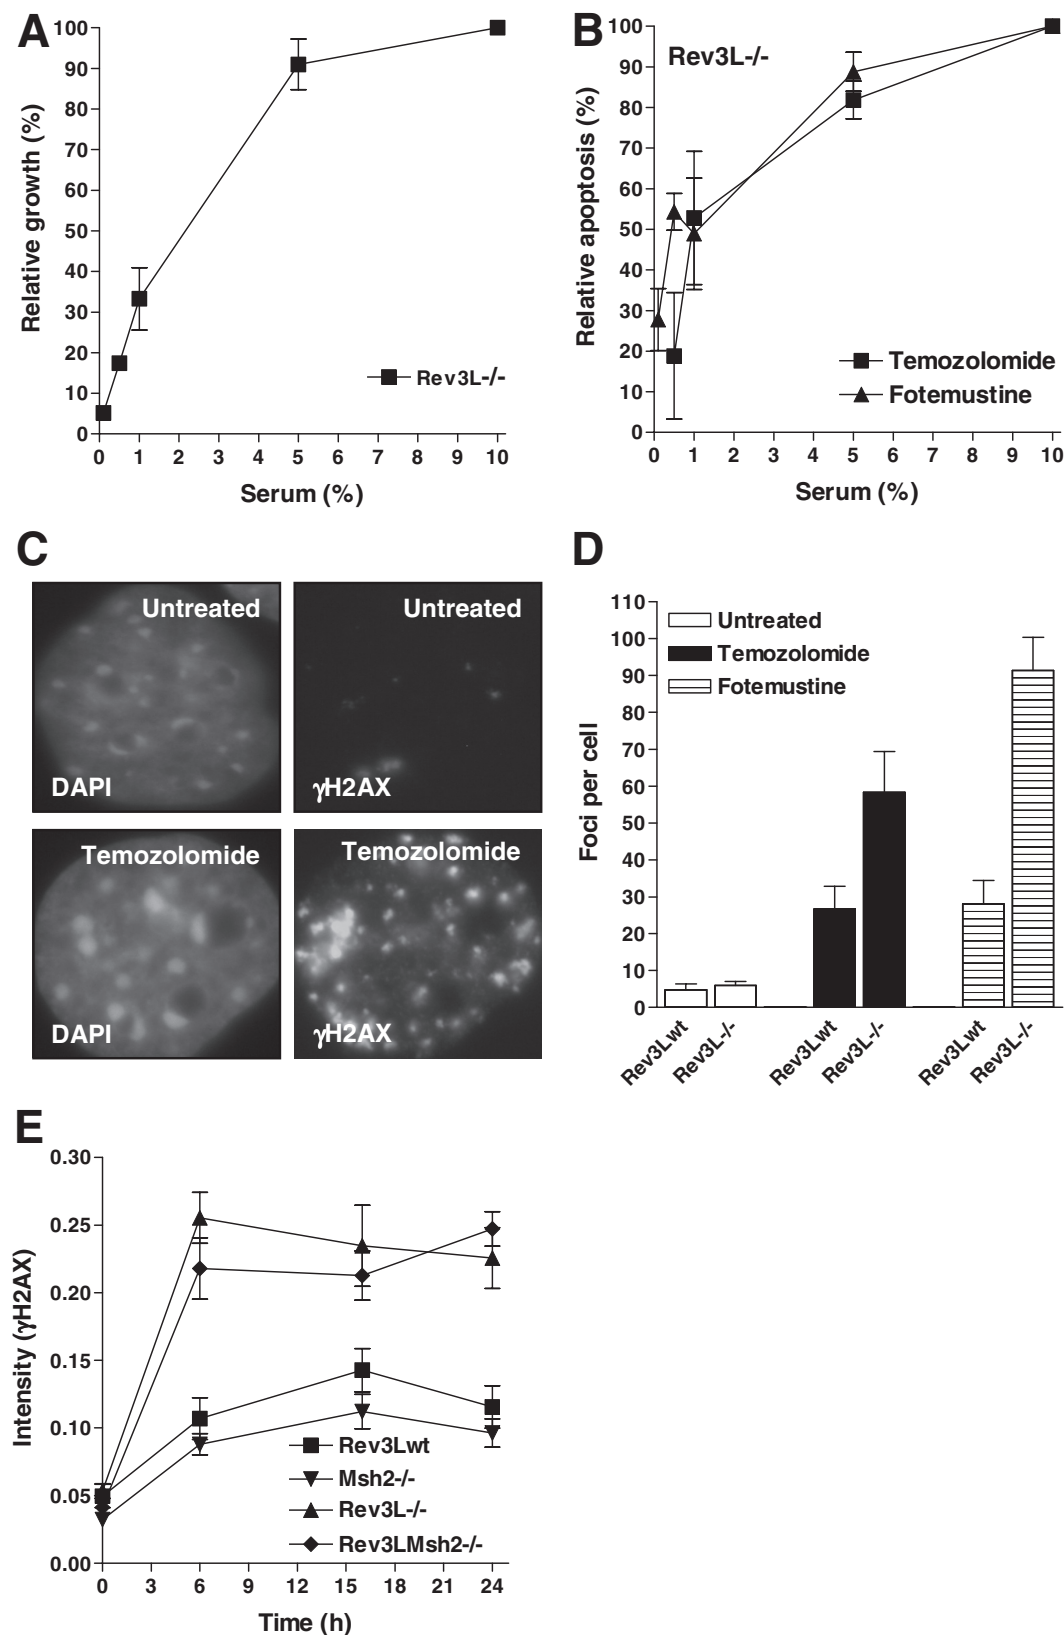 A
Relative growth (%)
100
90
80
70
60
50
40
30
20
10
0
Rev3L-/-
0 1 2 3 4 5 6 7 8 9 10
Serum (%)
B
Rev3L-/-
Relative apoptosis (%)
100
90
80
70
60
50
40
30
20
10
0
Temozolomide
Fotemustine
0 1 2 3 4 5 6 7 8 9 10
Serum (%)
C
Untreated
DAPI
Untreated
γH2AX
Temozolomide
DAPI
Temozolomide
γH2AX
D
Foci per cell
110
100
90
80
70
60
50
40
30
20
10
0
Untreated
Temozolomide
Fotemustine
Rev3Lwt
Rev3L-/-
Rev3Lwt
Rev3L-/-
Rev3Lwt
Rev3L-/-
E
Intensity (γH2AX)
0.30
0.25
0.20
0.15
0.10
0.05
0.00
Rev3Lwt
Msh2-/-
Rev3L-/-
Rev3LMsh2-/-
0 3 6 9 12 15 18 21 24
Time (h)